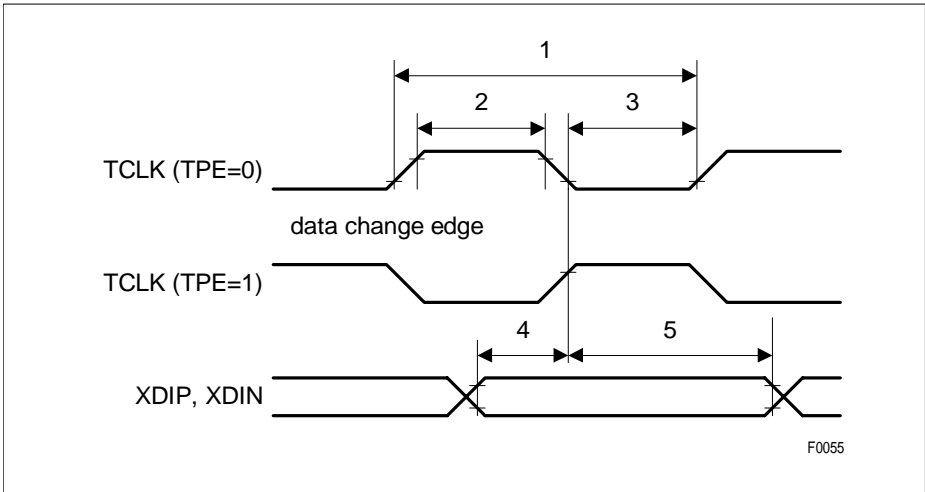 1
2 3
TCLK (TPE=0)
data change edge
TCLK (TPE=1)
4 5
XDIP, XDIN
F0055